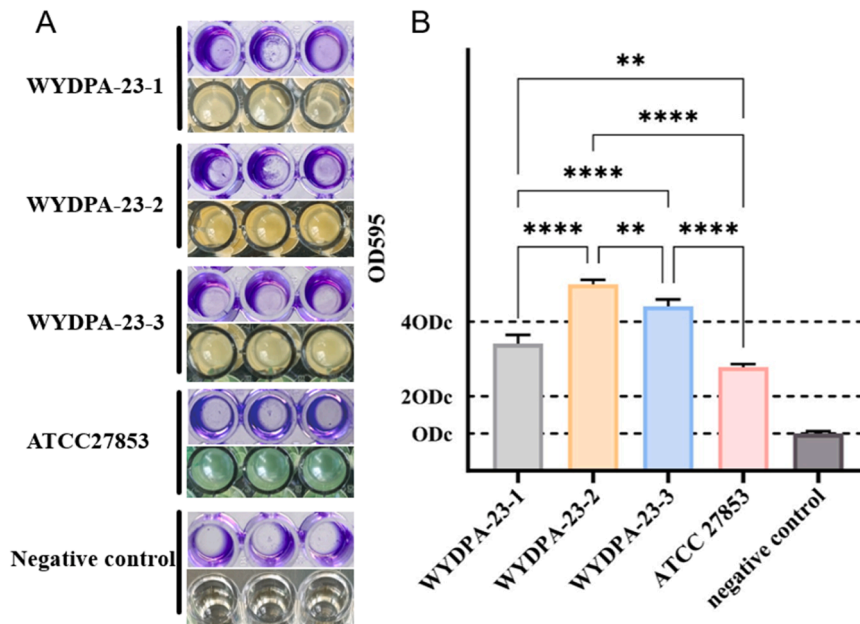 A
WYDPA-23-1
WYDPA-23-2
WYDPA-23-3
ATCC27853
Negative control
B
**
****
****
****
**
****
OD595
4ODc
2ODc
ODc
WYDPA-23-1
WYDPA-23-2
WYDPA-23-3
ATCC 27853
negative control